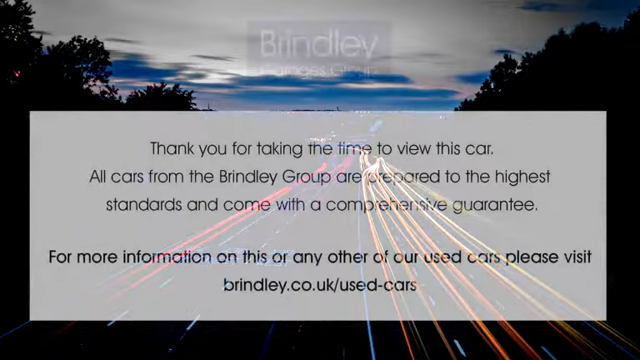 Brindley
Garages Group
Thank you for taking the time to view this car.
All cars from the Brindley Group are prepared to the highest
standards and come with a comprehensive guarantee.
For more information on this or any other of our used cars please visit
brindley.co.uk/used-cars